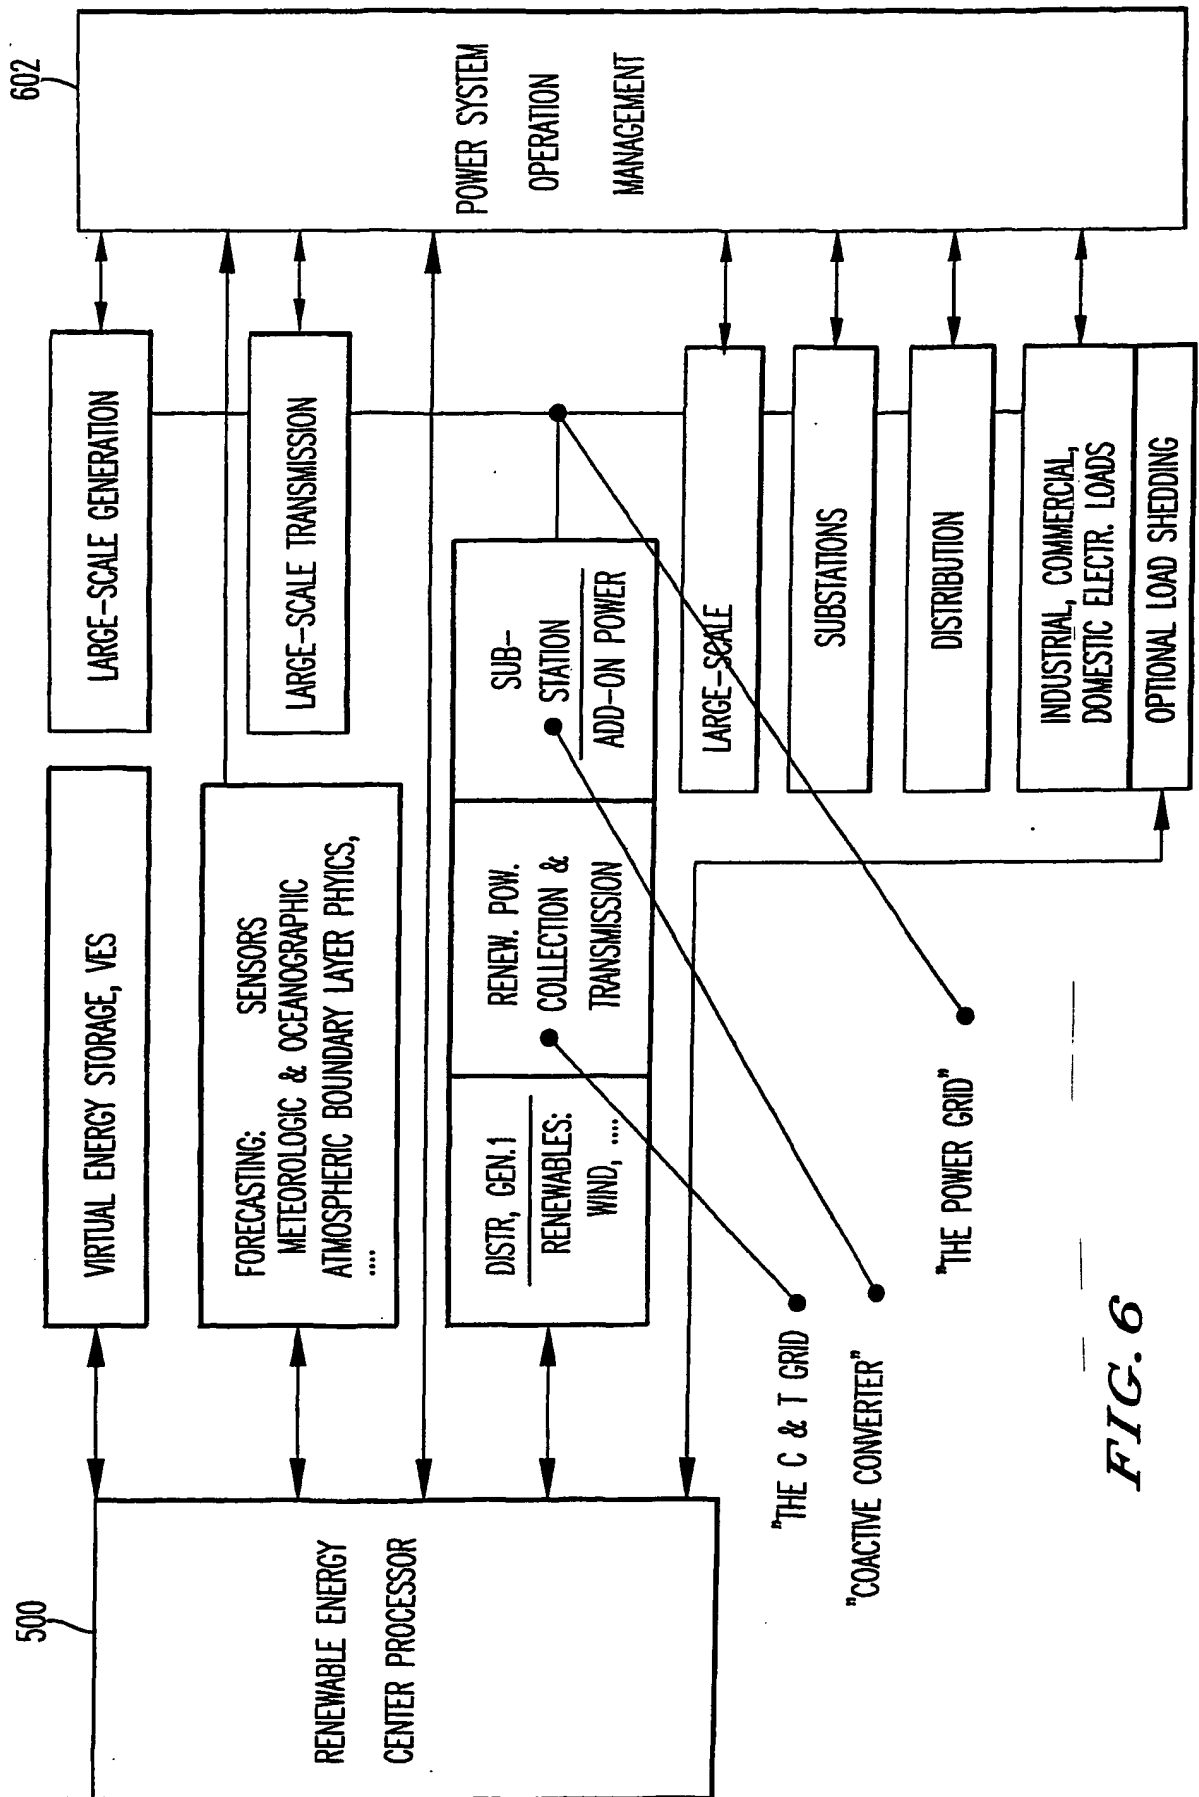 500
RENEWABLE ENERGY
CENTER PROCESSOR
VIRTUAL ENERGY STORAGE, VES
FORECASTING: SENSORS
METEOROLOGIC & OCEANOGRAPHIC
ATMOSPHERIC BOUNDARY LAYER PHYICS,
....
DISTR, GEN.1
RENEWABLES:
WIND, ....
RENEW. POW.
COLLECTION &
TRANSMISSION
SUB-
STATION
ADD-ON POWER
LARGE-SCALE GENERATION
LARGE-SCALE TRANSMISSION
LARGE-SCALE
SUBSTATIONS
DISTRIBUTION
INDUSTRIAL, COMMERCIAL,
DOMESTIC ELECTR. LOADS
OPTIONAL LOAD SHEDDING
602
POWER SYSTEM
OPERATION
MANAGEMENT
"THE C & T GRID"
"COACTIVE CONVERTER"
"THE POWER GRID"
FIG. 6